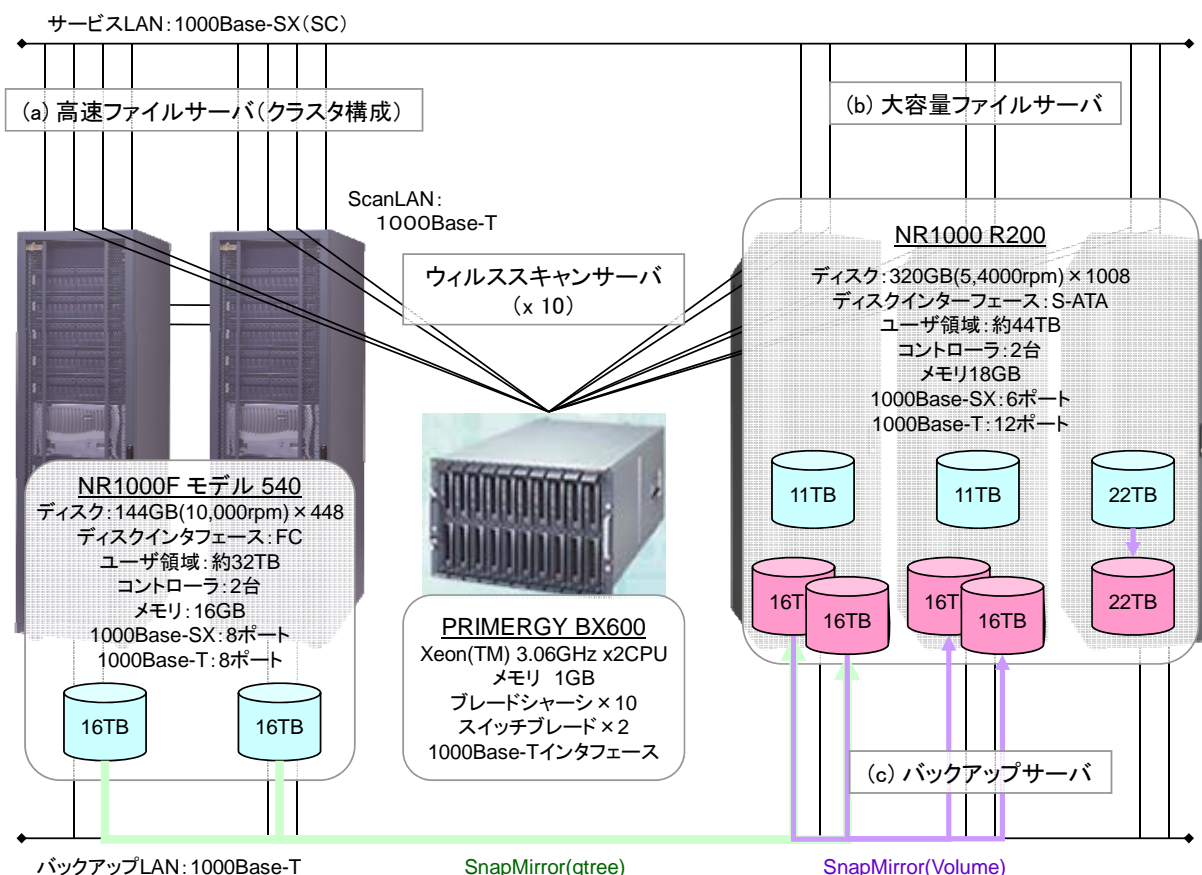 サービスLAN：1000Base-SX（SC）
(a) 高速ファイルサーバ（クラスタ構成）
(b) 大容量ファイルサーバ
ScanLAN：
1000Base-T
ウィルススキャンサーバ
（x 10）
NR1000 R200
ディスク：320GB(5,4000rpm)×1008
ディスクインターフェース：S-ATA
ユーザ領域：約44TB
コントローラ：2台
メモリ18GB
1000Base-SX：6ポート
1000Base-T：12ポート
11TB
11TB
22TB
16TB
16TB
16TB
22TB
NR1000F モデル 540
ディスク：144GB(10,000rpm)×448
ディスクインタフェース：FC
ユーザ領域：約32TB
コントローラ：2台
メモリ：16GB
1000Base-SX：8ポート
1000Base-T：8ポート
16TB
16TB
PRIMERGY BX600
Xeon(TM) 3.06GHz x2CPU
メモリ 1GB
ブレードシャーシ×10
スイッチブレード×2
1000Base-Tインタフェース
(c) バックアップサーバ
バックアップLAN：1000Base-T
SnapMirror(qtree)
SnapMirror(Volume)